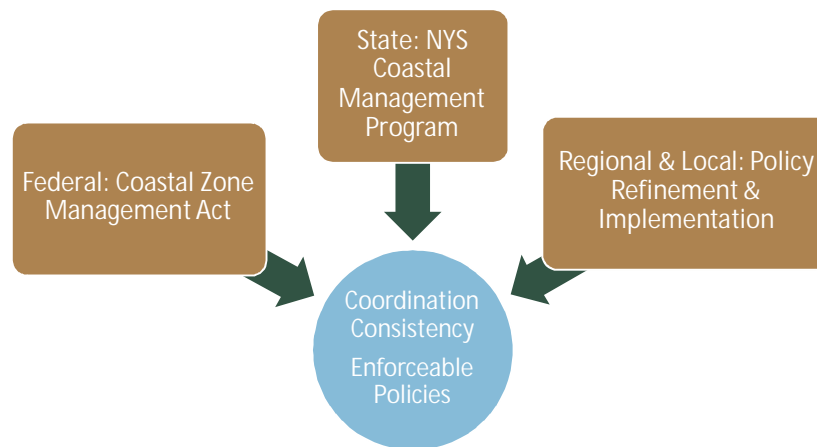 State: NYS
Coastal
Management
Program
Federal: Coastal Zone
Management Act
Regional & Local: Policy
Refinement &
Implementation
Coordination
Consistency
Enforceable
Policies